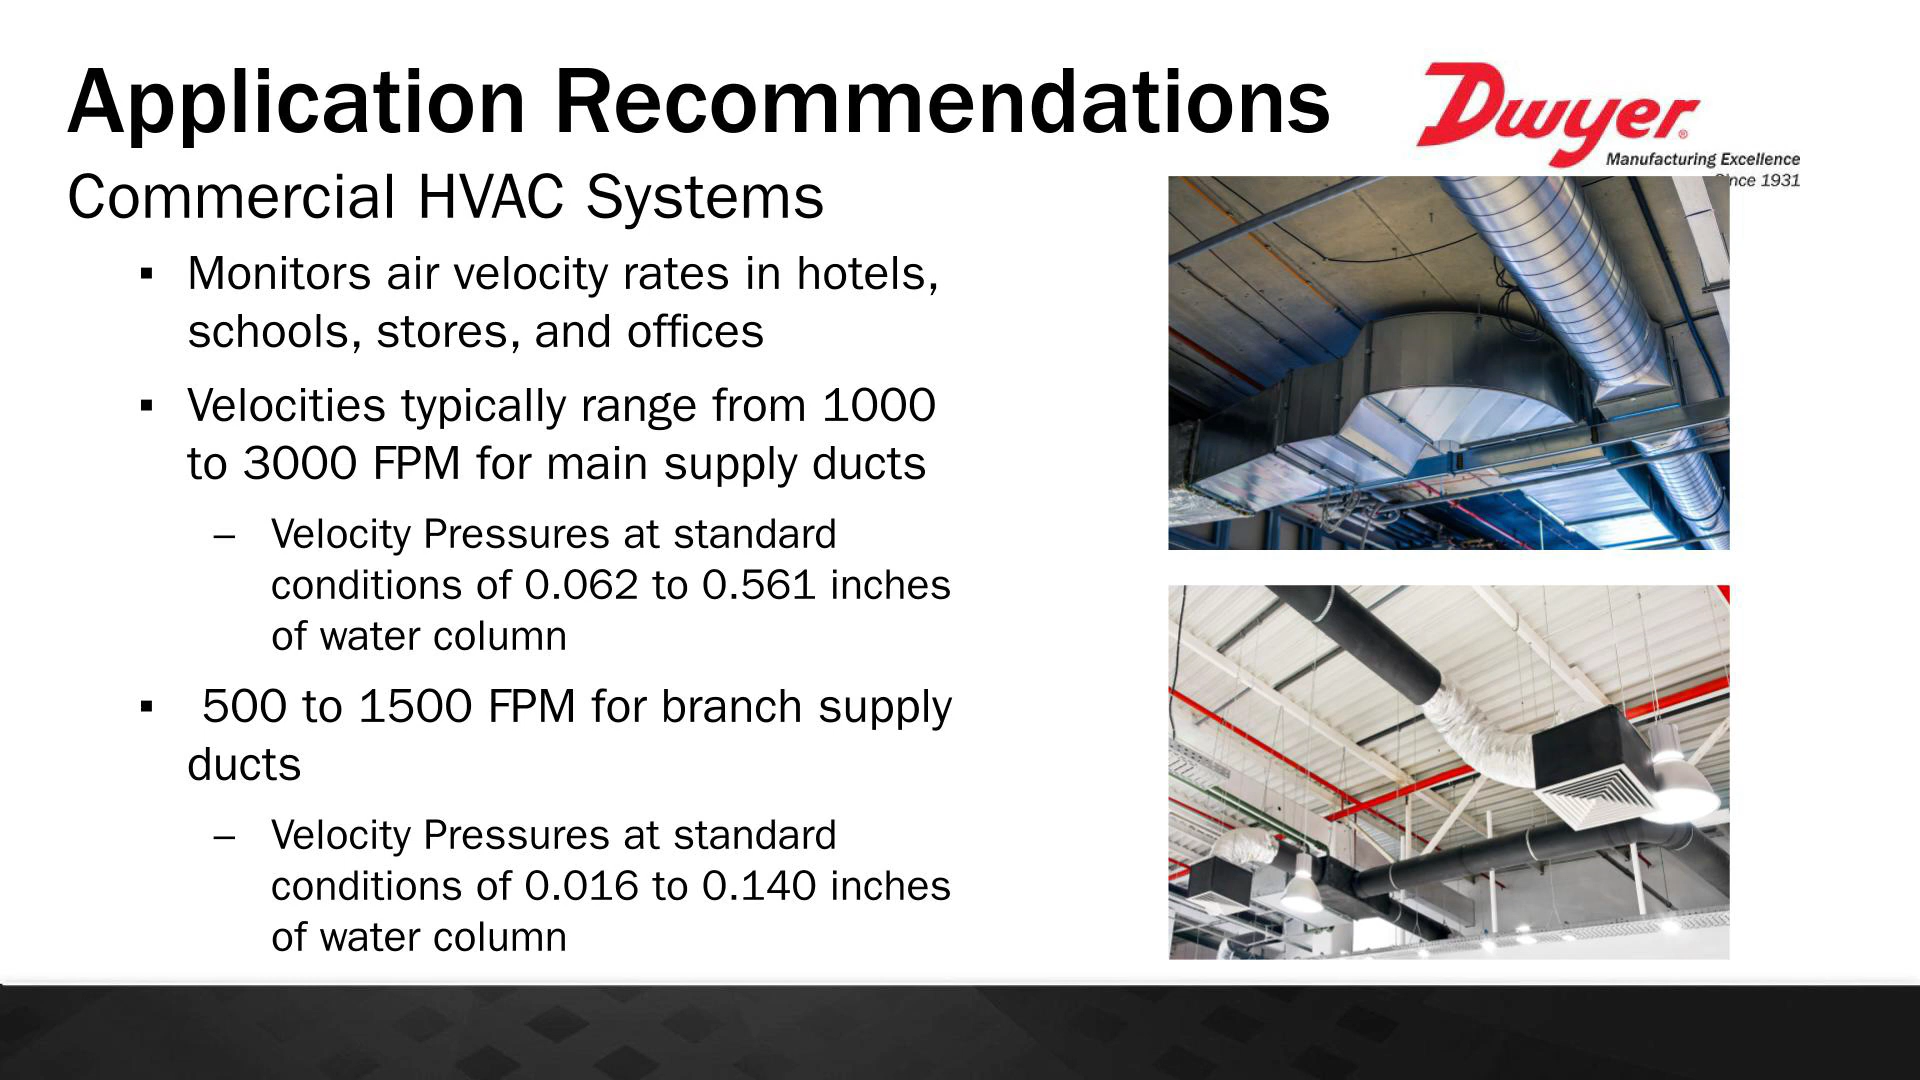 Application Recommendations
Dwyer®
Manufacturing Excellence
Since 1931
Commercial HVAC Systems
▪ Monitors air velocity rates in hotels,
schools, stores, and offices
▪ Velocities typically range from 1000
to 3000 FPM for main supply ducts
– Velocity Pressures at standard
conditions of 0.062 to 0.561 inches
of water column
▪ 500 to 1500 FPM for branch supply
ducts
– Velocity Pressures at standard
conditions of 0.016 to 0.140 inches
of water column